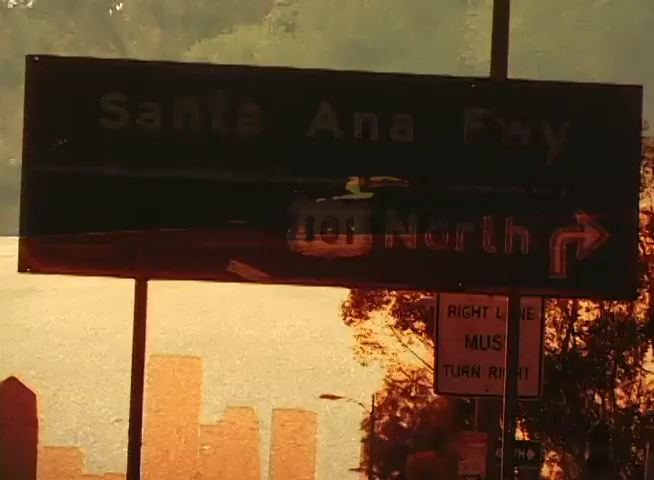 Santa Ana Fwy
101 North
RIGHT LANE
MUST
TURN RIGHT